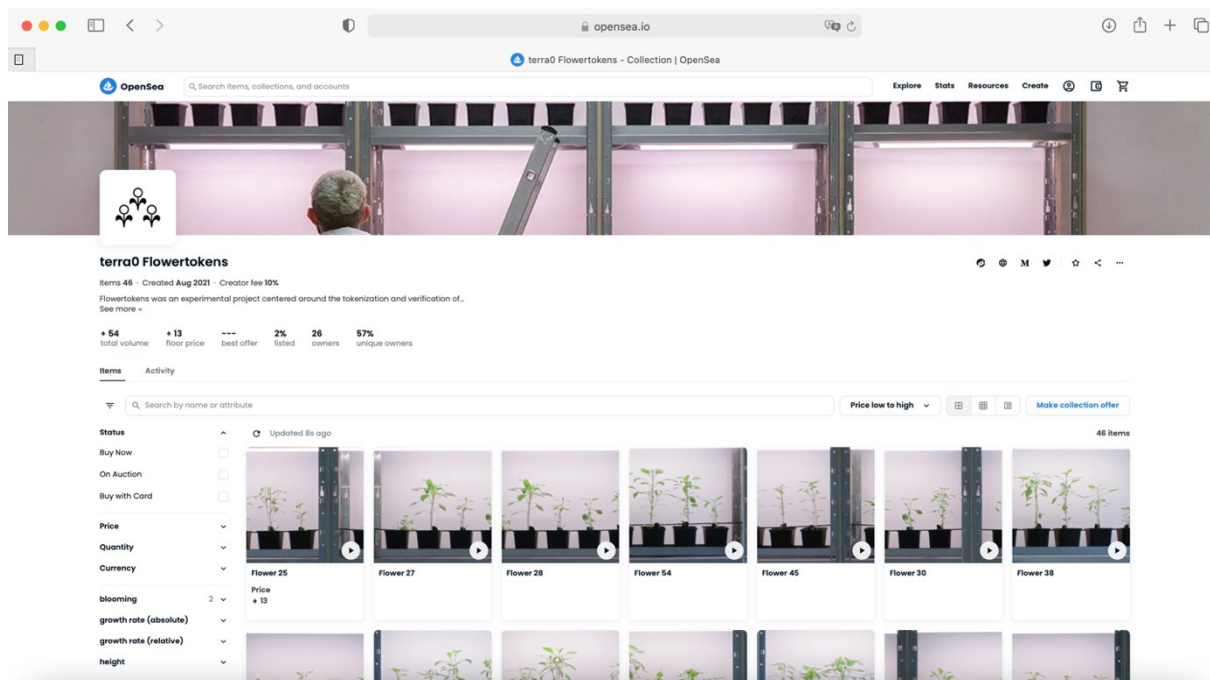 opensea.io
terra0 Flowertokens - Collection | OpenSea
OpenSea Search items, collections, and accounts Explore Stats Resources Create
terra0 Flowertokens
Items 46 · Created Aug 2021 · Creator fee 10%
Flowertokens was an experimental project centered around the tokenization and verification of...
See more
54 13 --- 2% 26 57%
total volume floor price best offer listed owners unique owners
Items Activity
Search by name or attribute Price low to high Make collection offer
Status Updated 8s ago 46 items
Buy Now
On Auction
Buy with Card
Price
Quantity
Currency
blooming 2
growth rate (absolute)
growth rate (relative)
height
Flower 25 Flower 27 Flower 28 Flower 54 Flower 45 Flower 30 Flower 38
Price
13